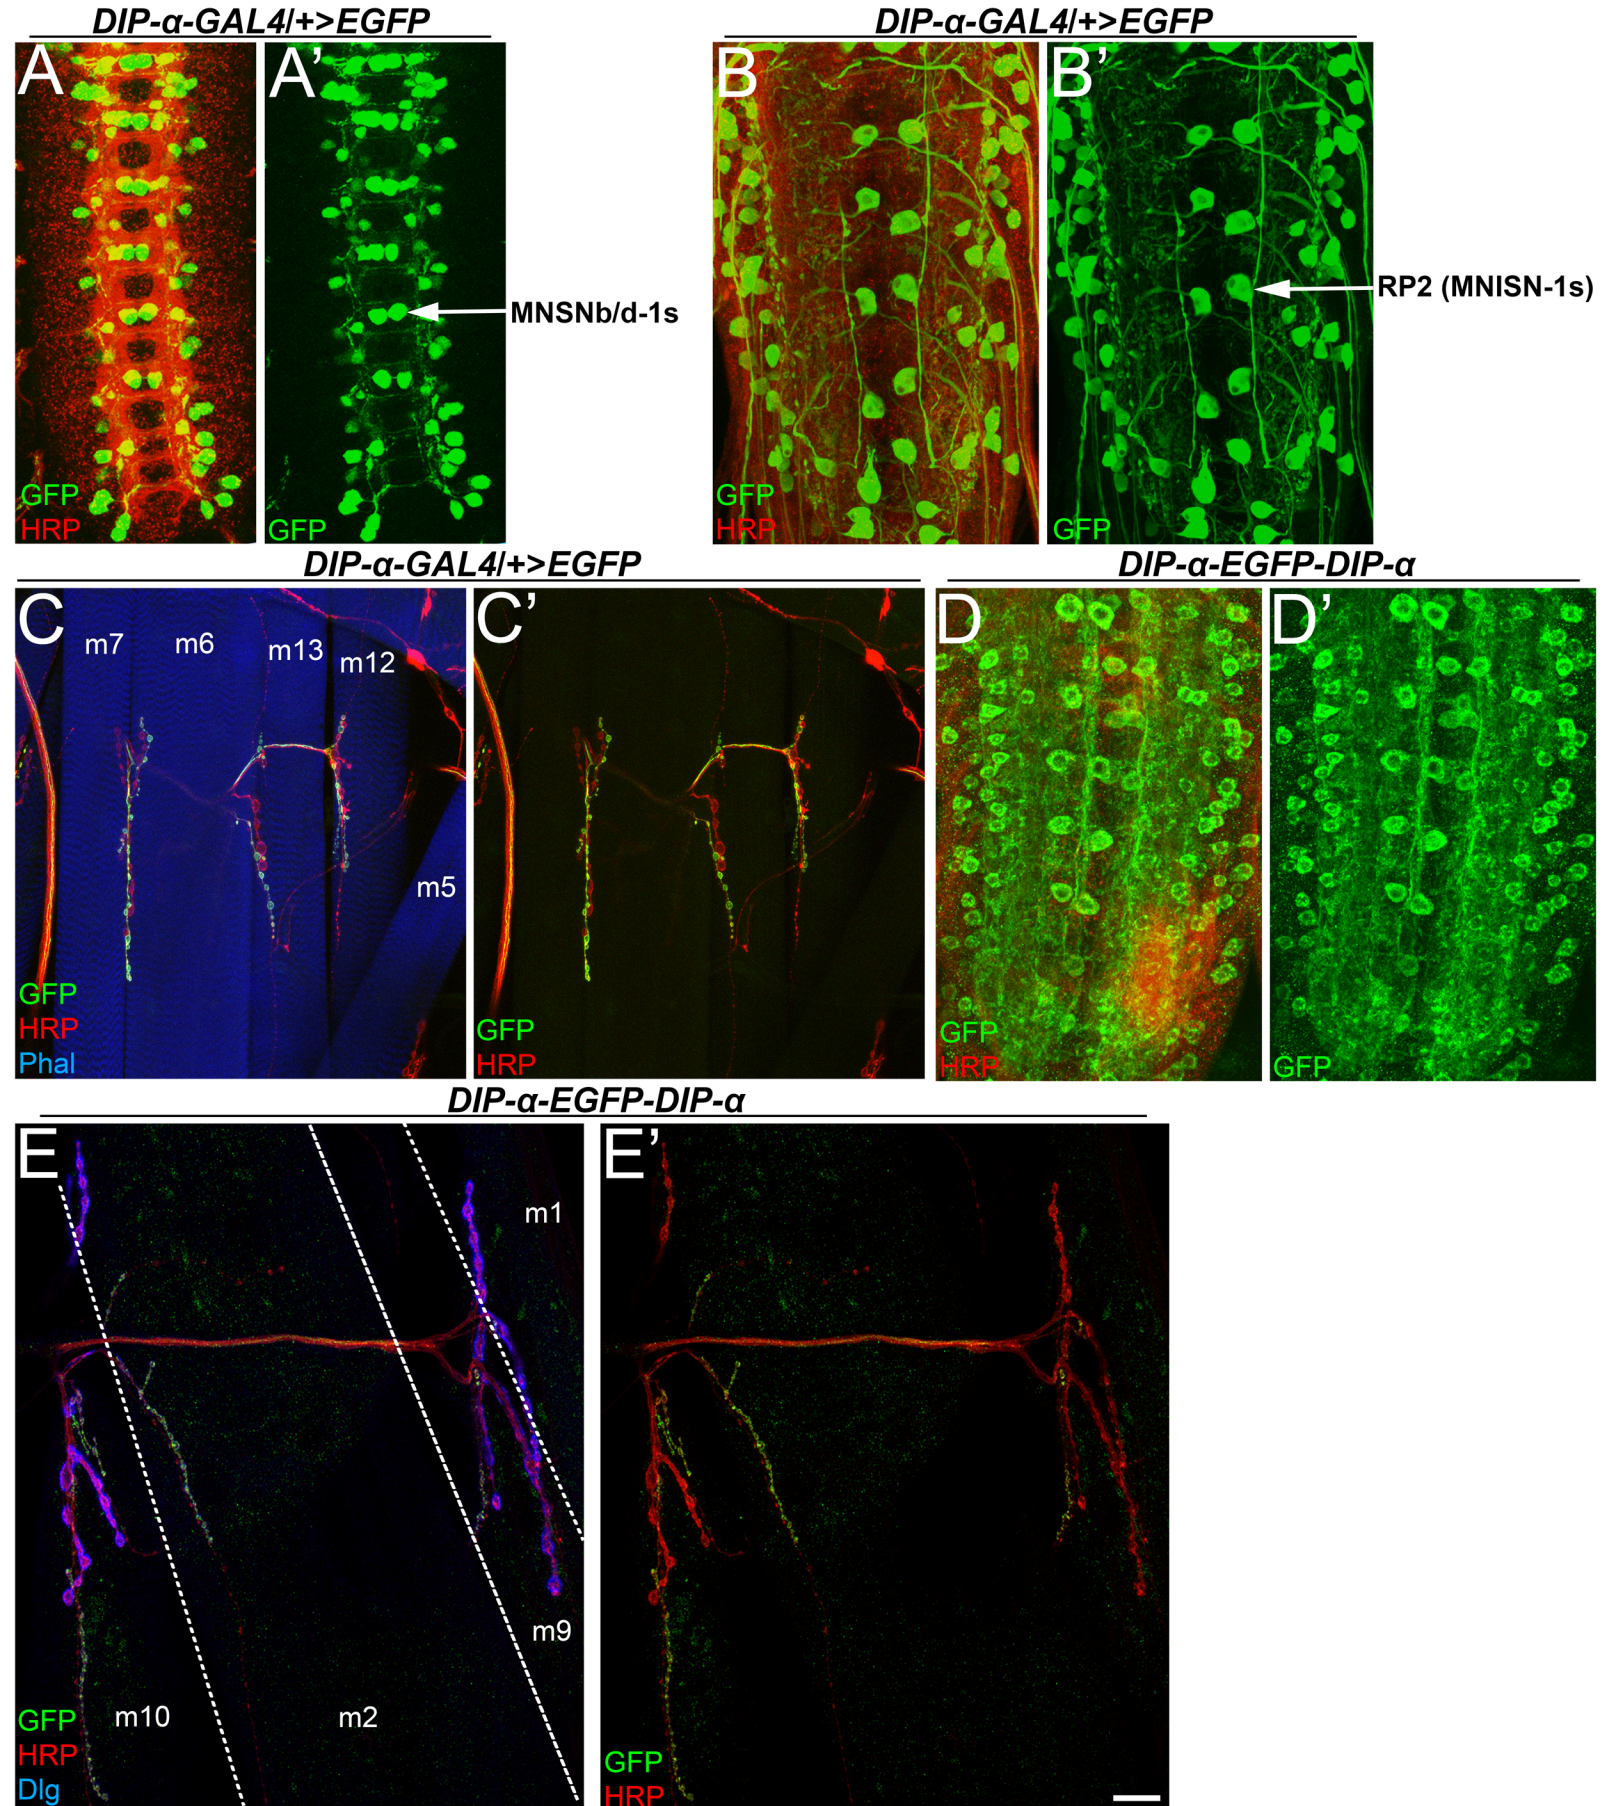 DIP-α-GAL4/+>EGFP
DIP-α-GAL4/+>EGFP
A
A’
B
B’
MNSNb/d-1s
RP2 (MNISN-1s)
GFP
HRP
GFP
GFP
HRP
GFP
DIP-α-GAL4/+>EGFP
DIP-α-EGFP-DIP-α
C
C’
D
D’
m7
m6
m13
m12
m5
GFP
HRP
Phal
GFP
HRP
GFP
HRP
GFP
DIP-α-EGFP-DIP-α
E
E’
m1
m9
m10
m2
GFP
HRP
Dlg
GFP
HRP